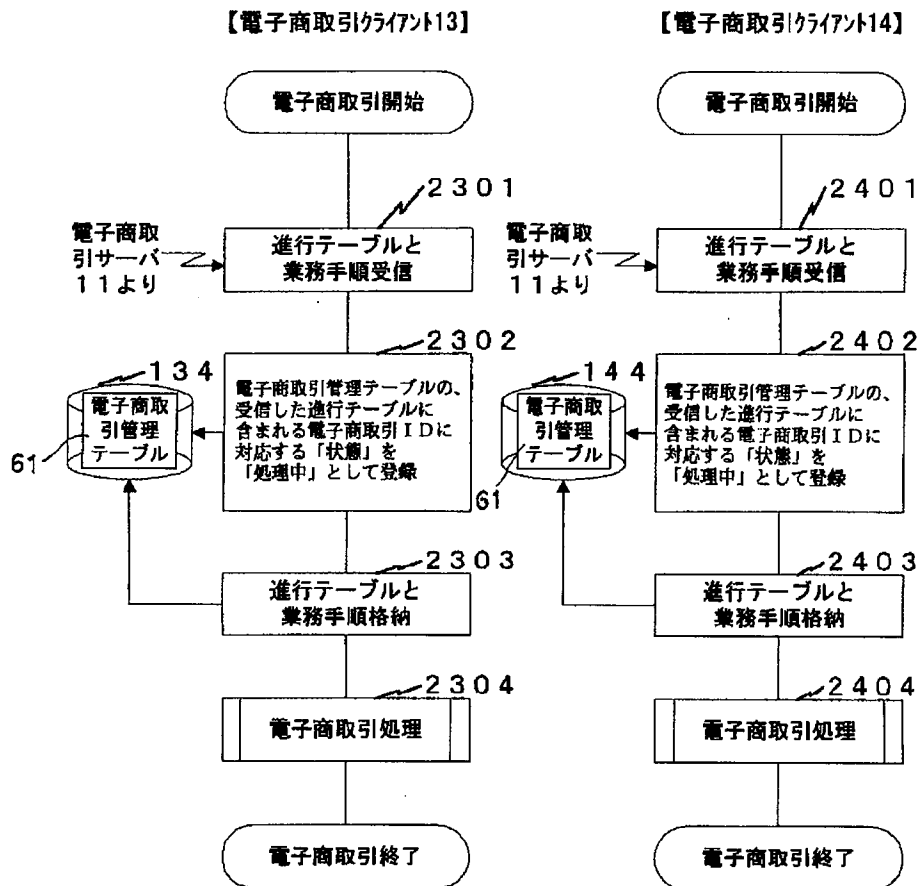 【電子商取引クライアント13】
電子商取引開始
2301
電子商取
引サーバ
11より
進行テーブルと
業務手順受信
2302
134
電子商取
引管理
テーブル
61
電子商取引管理テーブルの、
受信した進行テーブルに
含まれる電子商取引IDに
対応する「状態」を
「処理中」として登録
2303
進行テーブルと
業務手順格納
2304
電子商取引処理
電子商取引終了
【電子商取引クライアント14】
電子商取引開始
2401
電子商取
引サーバ
11より
進行テーブルと
業務手順受信
2402
144
電子商取
引管理
テーブル
61
電子商取引管理テーブルの、
受信した進行テーブルに
含まれる電子商取引IDに
対応する「状態」を
「処理中」として登録
2403
進行テーブルと
業務手順格納
2404
電子商取引処理
電子商取引終了